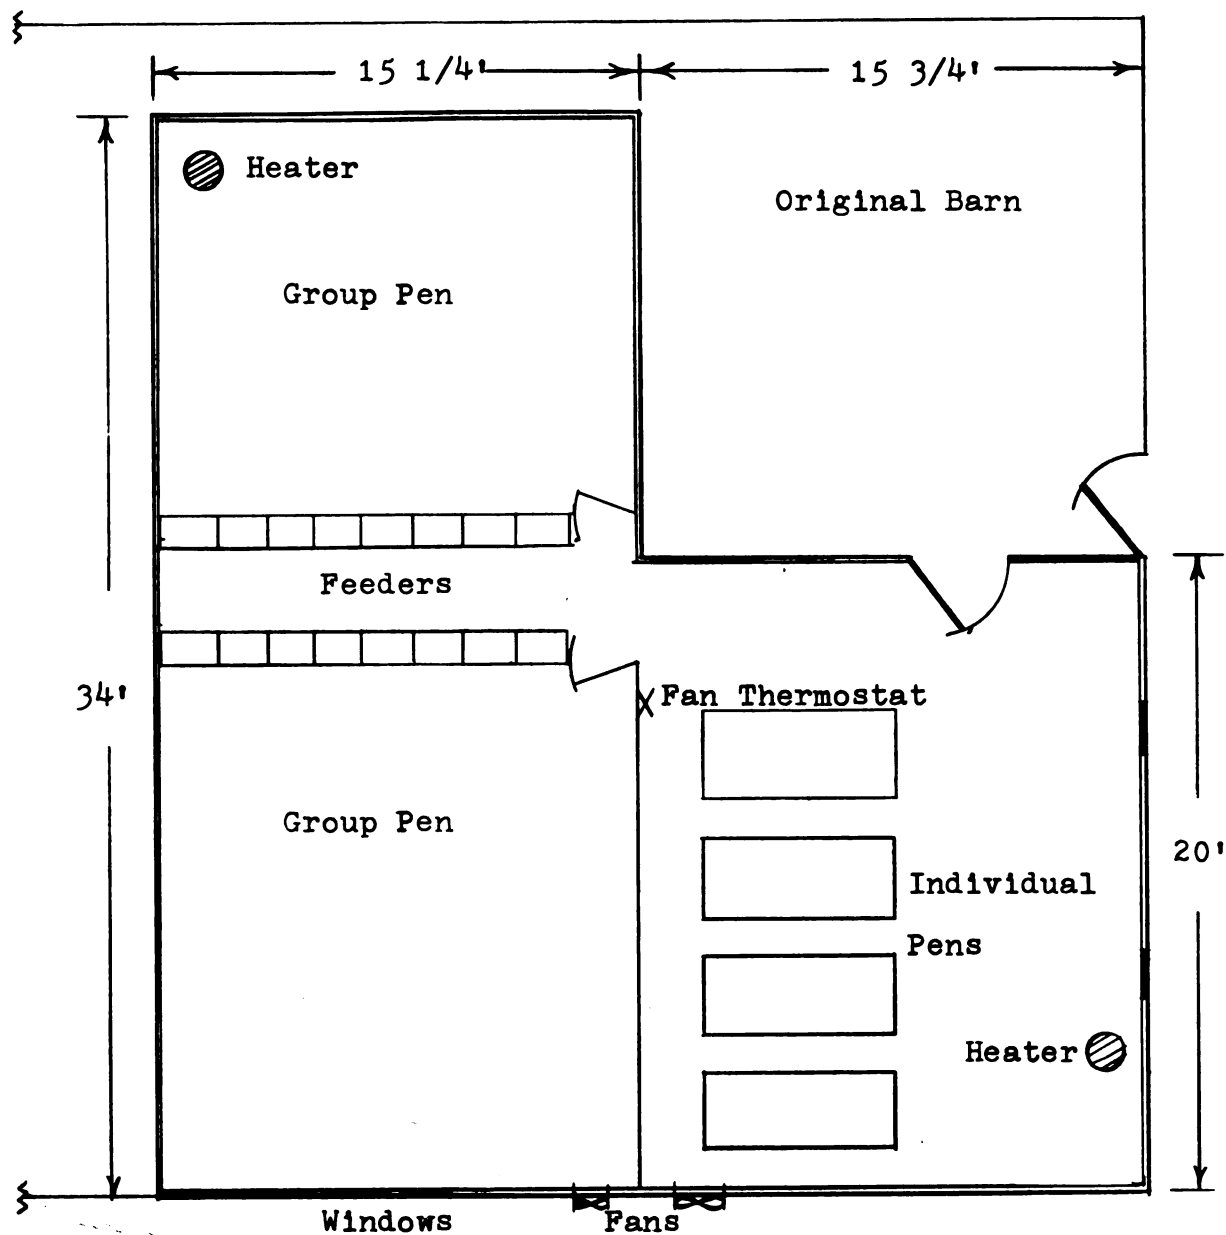 15 1/4' 15 3/4'
Heater
Original Barn
Group Pen
Feeders
34'
Fan Thermostat
Group Pen
20'
Individual
Pens
Heater
Windows Fans